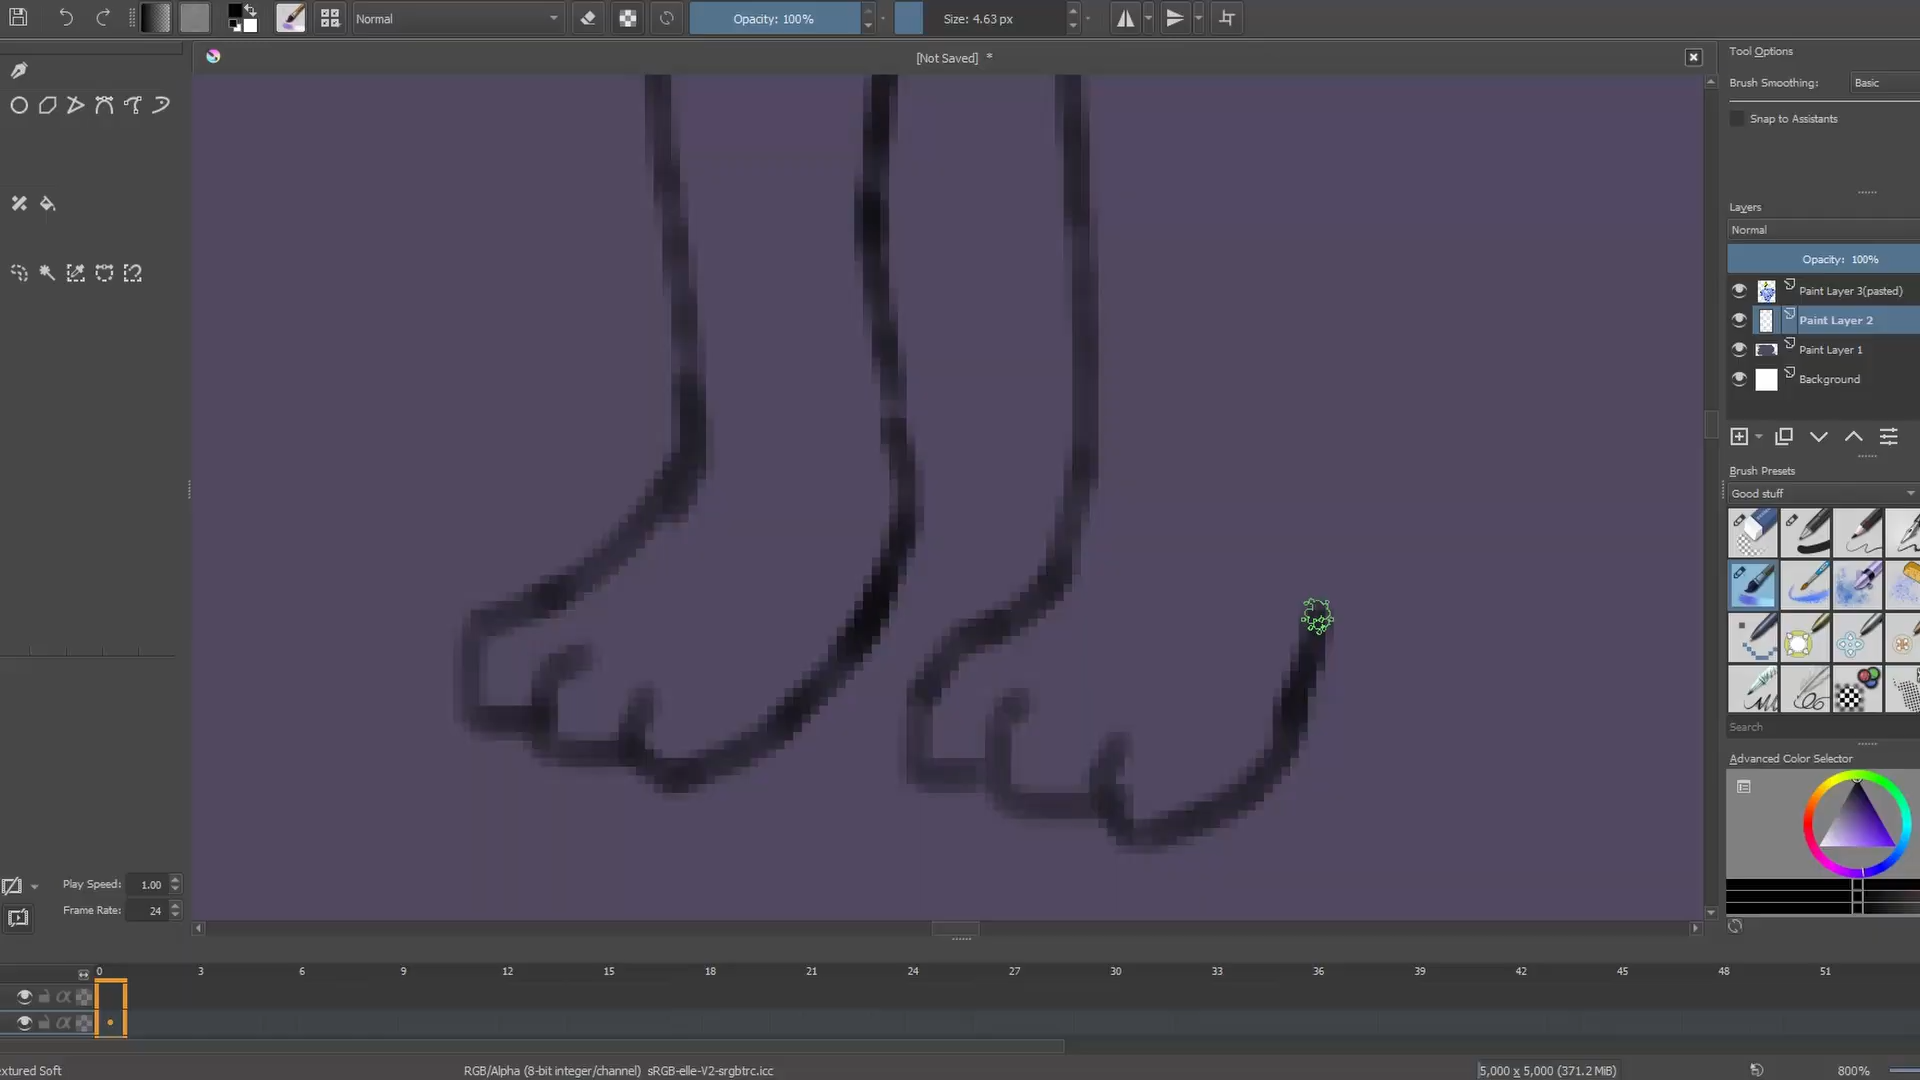 Normal
Opacity: 100%
Size: 4.63 px
[Not Saved] *
Tool Options
Brush Smoothing:
Basic
Snap to Assistants
Layers
Normal
Opacity: 100%
Paint Layer 3(pasted)
Paint Layer 2
Paint Layer 1
Background
Brush Presets
Good stuff
Search
Advanced Color Selector
Play Speed: 1.00
Frame Rate: 24
0 3 6 9 12 15 18 21 24 27 30 33 36 39 42 45 48 51
extured Soft
RGB/Alpha (8-bit integer/channel) sRGB-elle-V2-srgbtrc.icc
5,000 x 5,000 (371.2 MiB)
800%